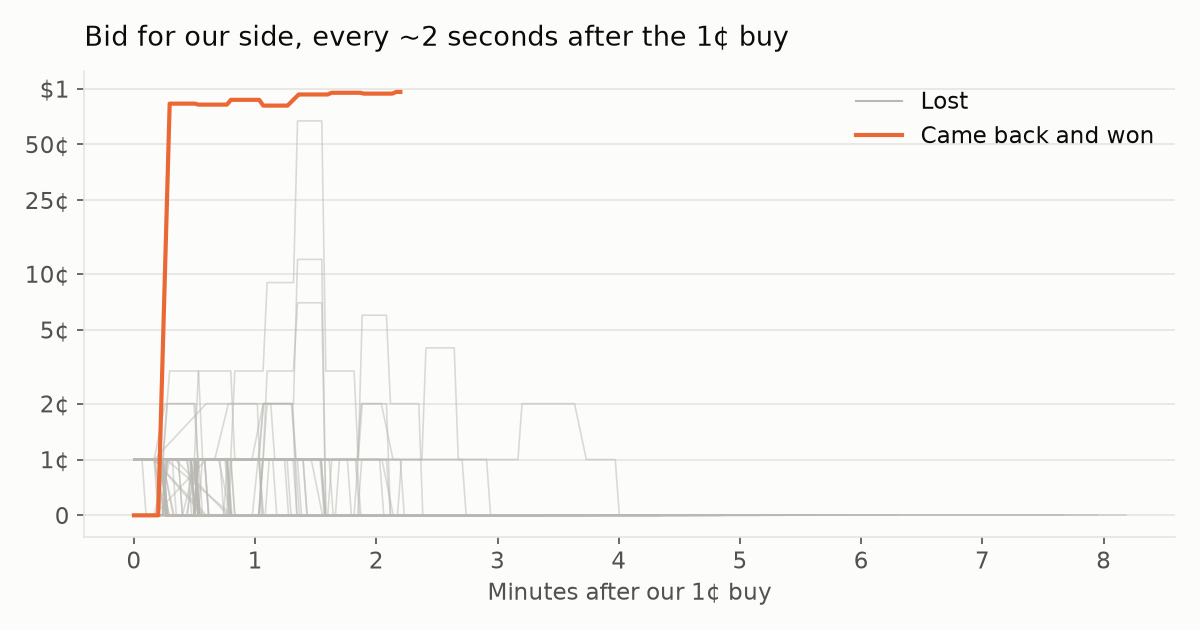 Bid for our side, every ~2 seconds after the 1¢ buy
$1
50¢
25¢
10¢
5¢
2¢
1¢
0
Lost
Came back and won
0 1 2 3 4 5 6 7 8
Minutes after our 1¢ buy